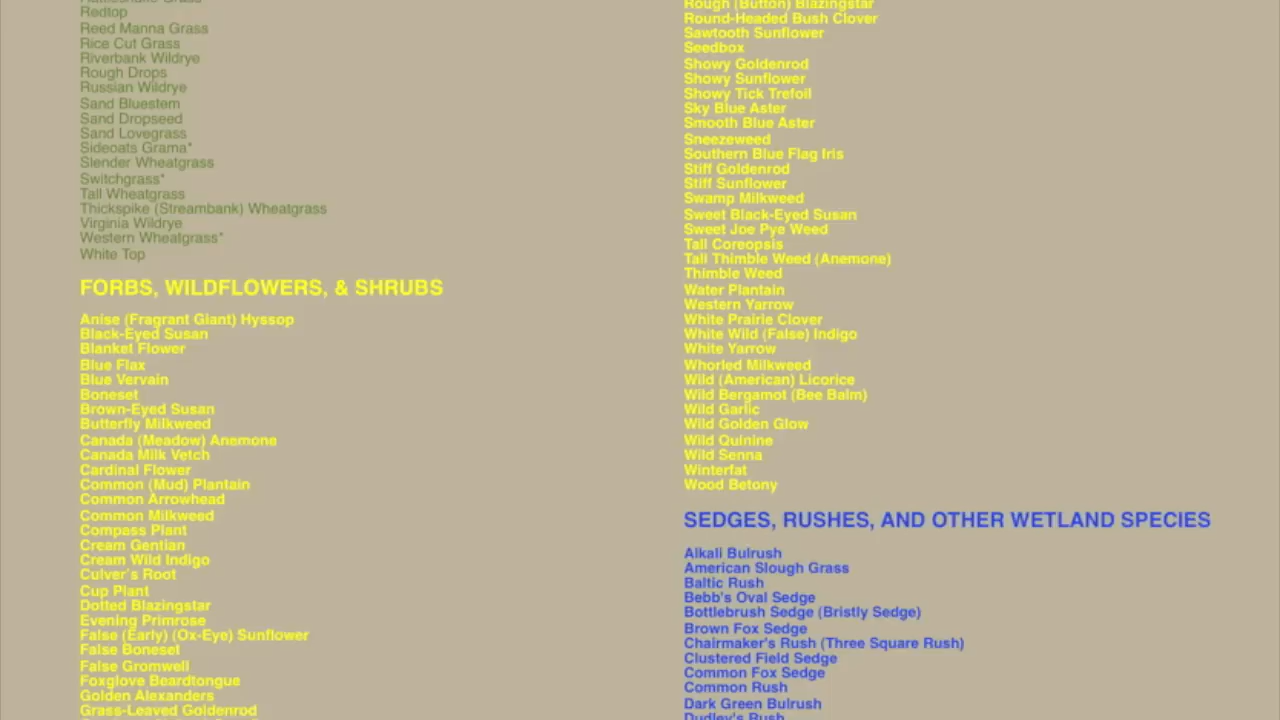 Redtop
Reed Manna Grass
Rice Cut Grass
Riverbank Wildrye
Rough Drops
Russian Wildrye
Sand Bluestem
Sand Dropseed
Sand Lovegrass
Sideoats Grama*
Slender Wheatgrass
Switchgrass*
Tall Wheatgrass
Thickspike (Streambank) Wheatgrass
Virginia Wildrye
Western Wheatgrass*
White Top
FORBS, WILDFLOWERS, & SHRUBS
Anise (Fragrant Giant) Hyssop
Black-Eyed Susan
Blanket Flower
Blue Flax
Blue Vervain
Boneset
Brown-Eyed Susan
Butterfly Milkweed
Canada (Meadow) Anemone
Canada Milk Vetch
Cardinal Flower
Common (Mud) Plantain
Common Arrowhead
Common Milkweed
Compass Plant
Cream Gentian
Cream Wild Indigo
Culver's Root
Cup Plant
Dotted Blazingstar
Evening Primrose
False (Early) (Ox-Eye) Sunflower
False Boneset
False Gromwell
Foxglove Beardtongue
Golden Alexanders
Grass-Leaved Goldenrod
Rough (Button) Blazingstar
Round-Headed Bush Clover
Sawtooth Sunflower
Seedbox
Showy Goldenrod
Showy Sunflower
Showy Tick Trefoil
Sky Blue Aster
Smooth Blue Aster
Sneezeweed
Southern Blue Flag Iris
Stiff Goldenrod
Stiff Sunflower
Swamp Milkweed
Sweet Black-Eyed Susan
Sweet Joe Pye Weed
Tall Coreopsis
Tall Thimble Weed (Anemone)
Thimble Weed
Water Plantain
Western Yarrow
White Prairie Clover
White Wild (False) Indigo
White Yarrow
Whorled Milkweed
Wild (American) Licorice
Wild Bergamot (Bee Balm)
Wild Garlic
Wild Golden Glow
Wild Quinine
Wild Senna
Winterfat
Wood Betony
SEDGES, RUSHES, AND OTHER WETLAND SPECIES
Alkali Bulrush
American Slough Grass
Baltic Rush
Bebb's Oval Sedge
Bottlebrush Sedge (Bristly Sedge)
Brown Fox Sedge
Chairmaker's Rush (Three Square Rush)
Clustered Field Sedge
Common Fox Sedge
Common Rush
Dark Green Bulrush
Dudley's Rush